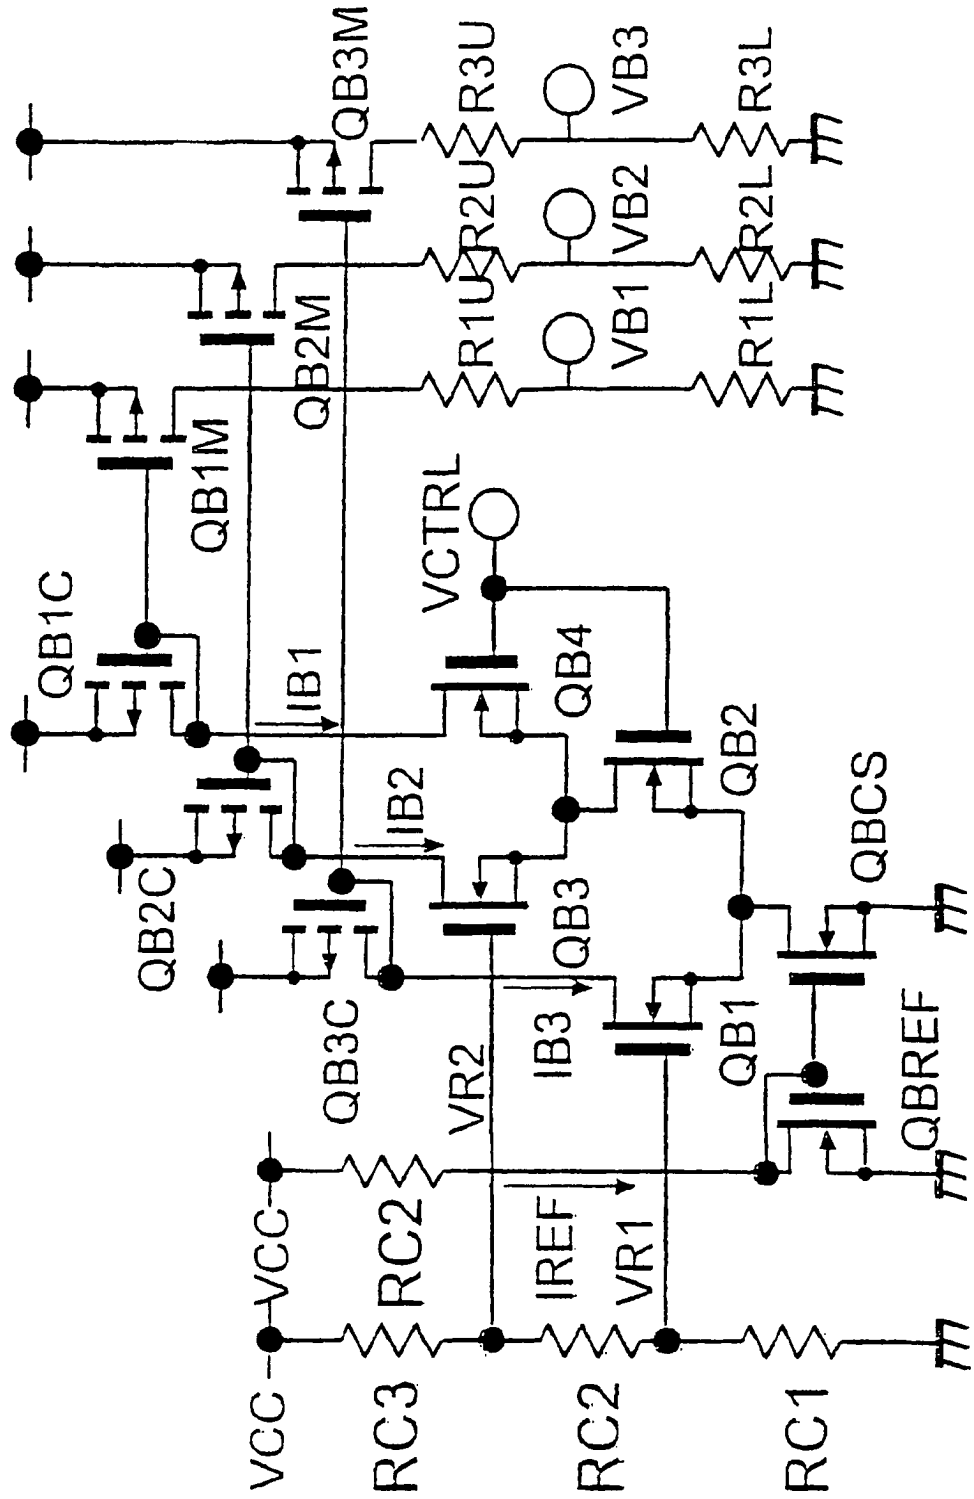 QB3M
R3U
VB3
R3L
QB2M
R2U
VB2
R2L
QB1M
R1U
VB1
R1L
QB1C
IB1
VCTRL
QB4
QB2C
IB2
QB2
QB3C
QB3
QBCS
IB3
QB1
VR2
QBREF
VCC
RC2
IREF
VR1
VCC
RC3
RC2
RC1